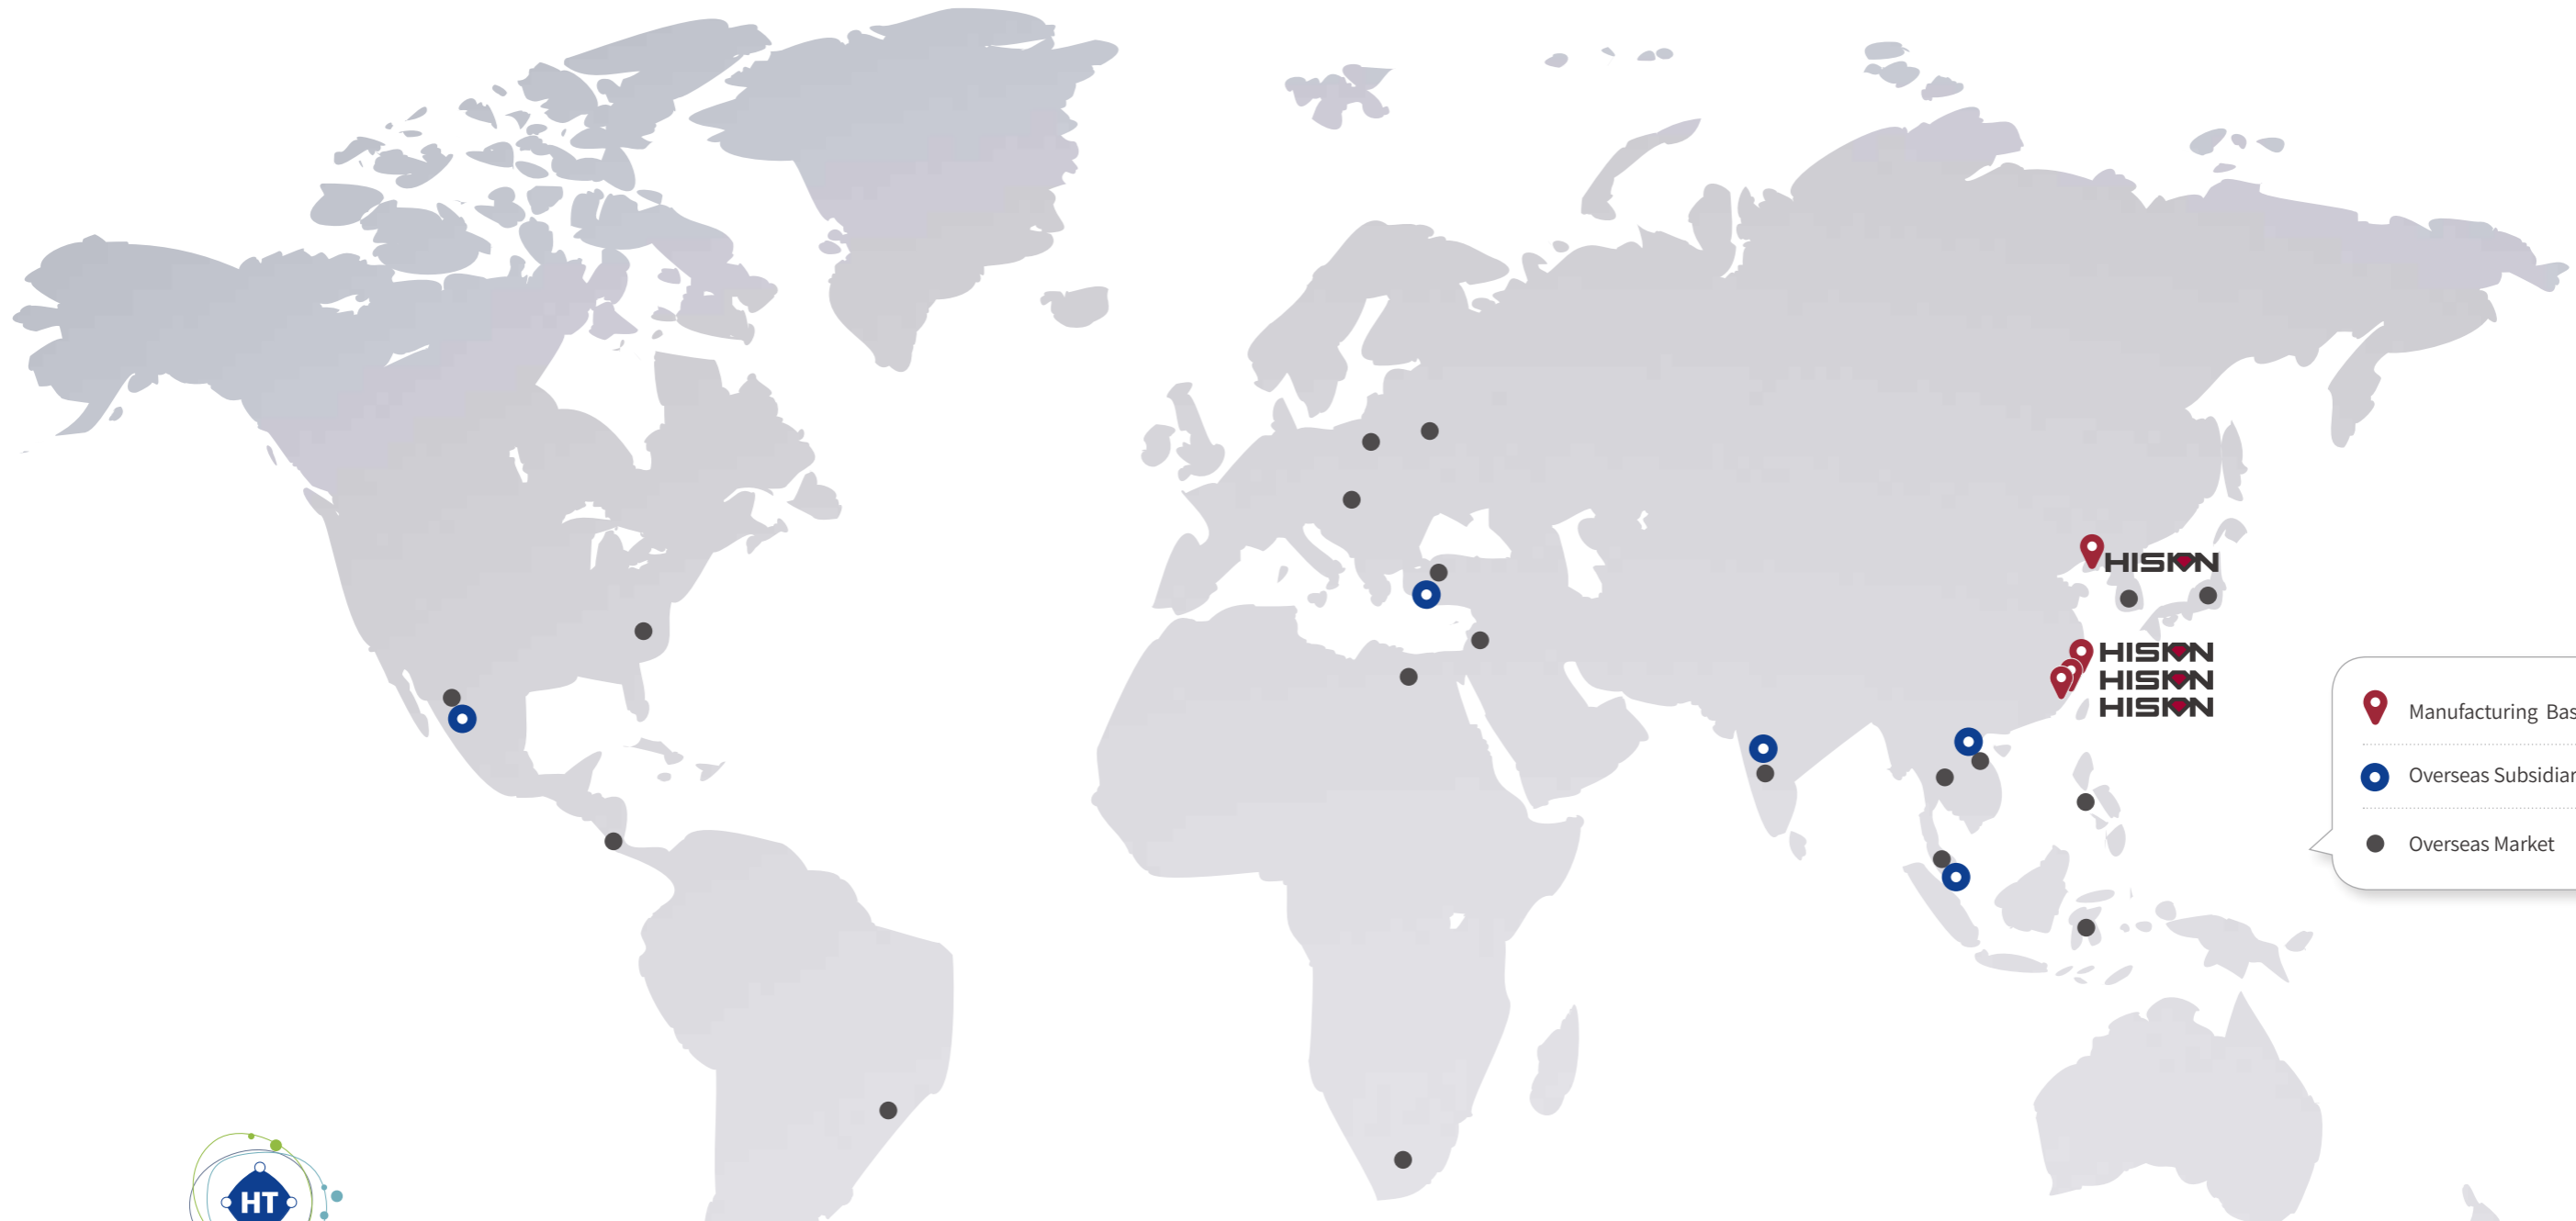 HISION
HISION
HISION
HISION
Manufacturing Bas
Overseas Subsidiar
Overseas Market
HT